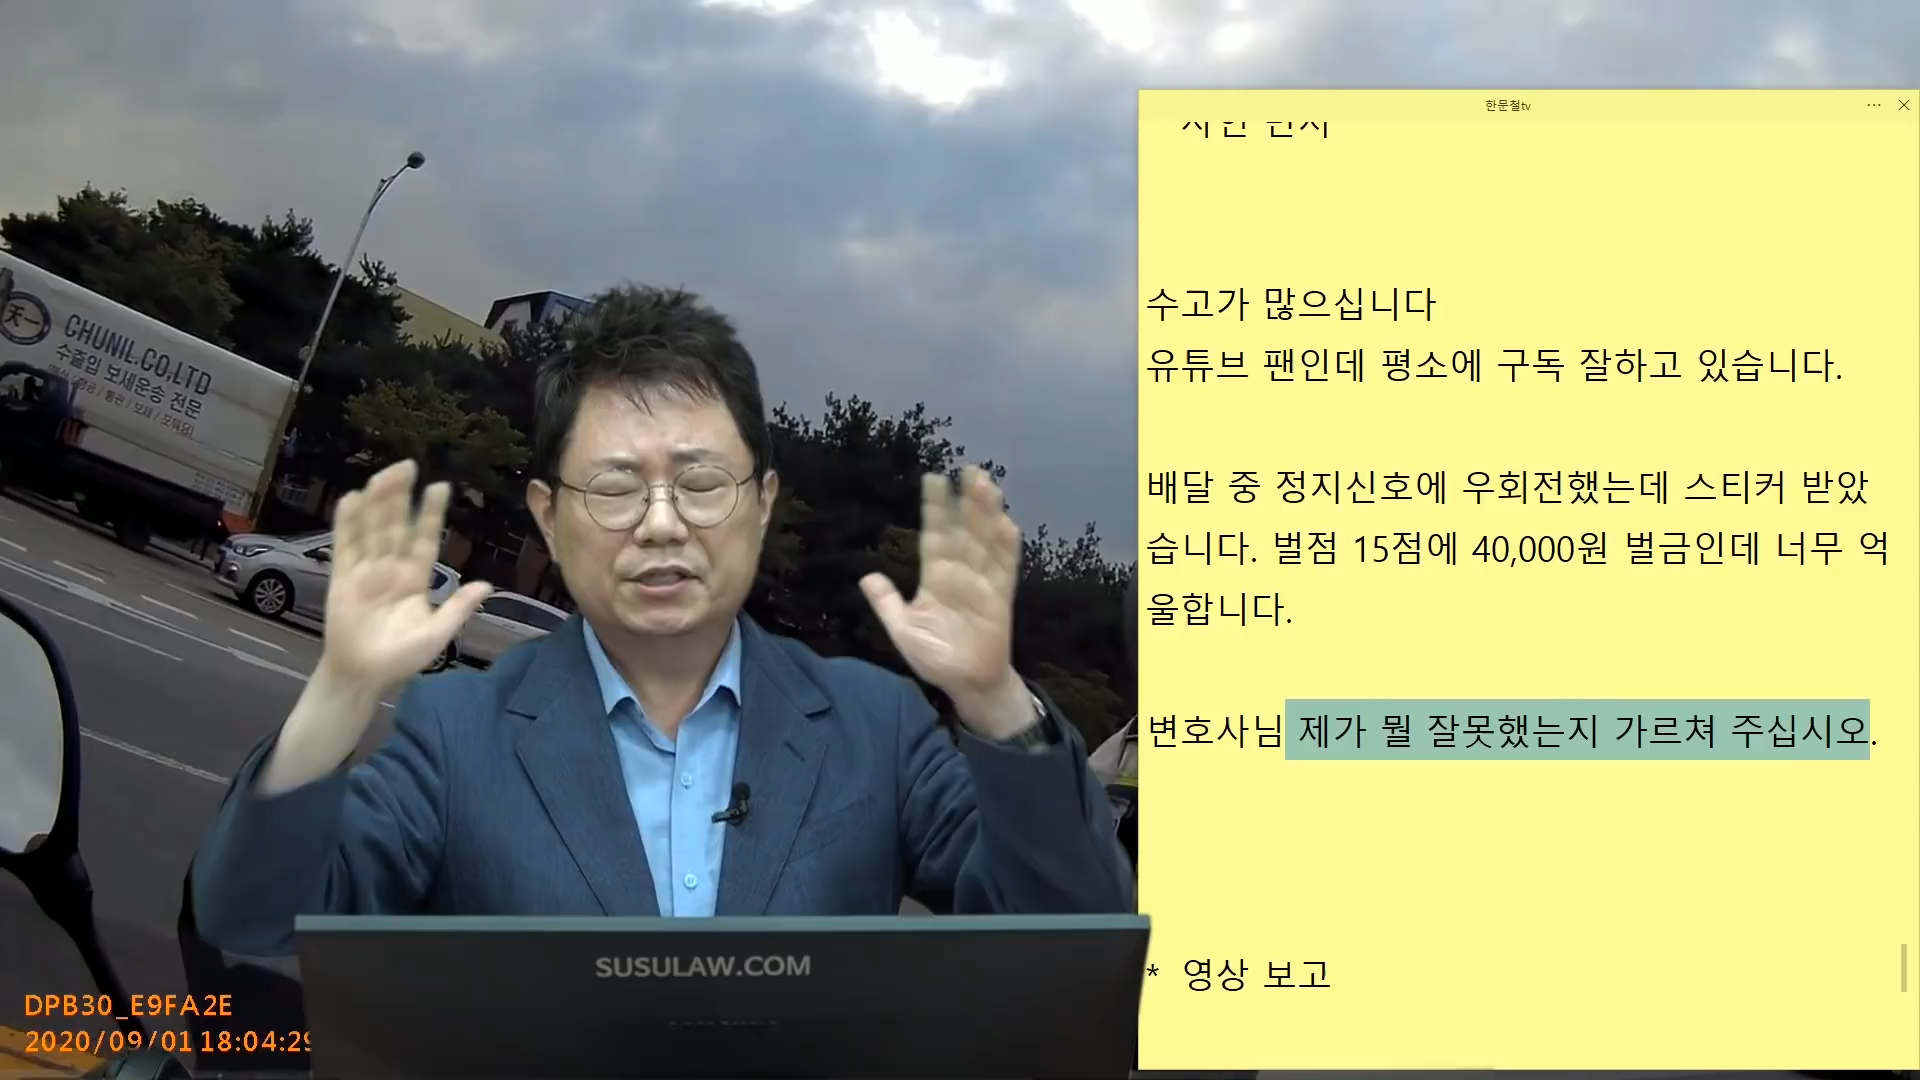 한문철tv
수고가 많으십니다
유튜브 팬인데 평소에 구독 잘하고 있습니다.
배달 중 정지신호에 우회전했는데 스티커 받았
습니다. 벌점 15점에 40,000원 벌금인데 너무 억
울합니다.
변호사님 제가 뭘 잘못했는지 가르쳐 주십시오.
* 영상 보고
天一
CHUNIL.CO,LTD
수출입 보세운송 전문
SUSULAW.COM
DPB30_E9FA2E
2020/09/01 18:04:29